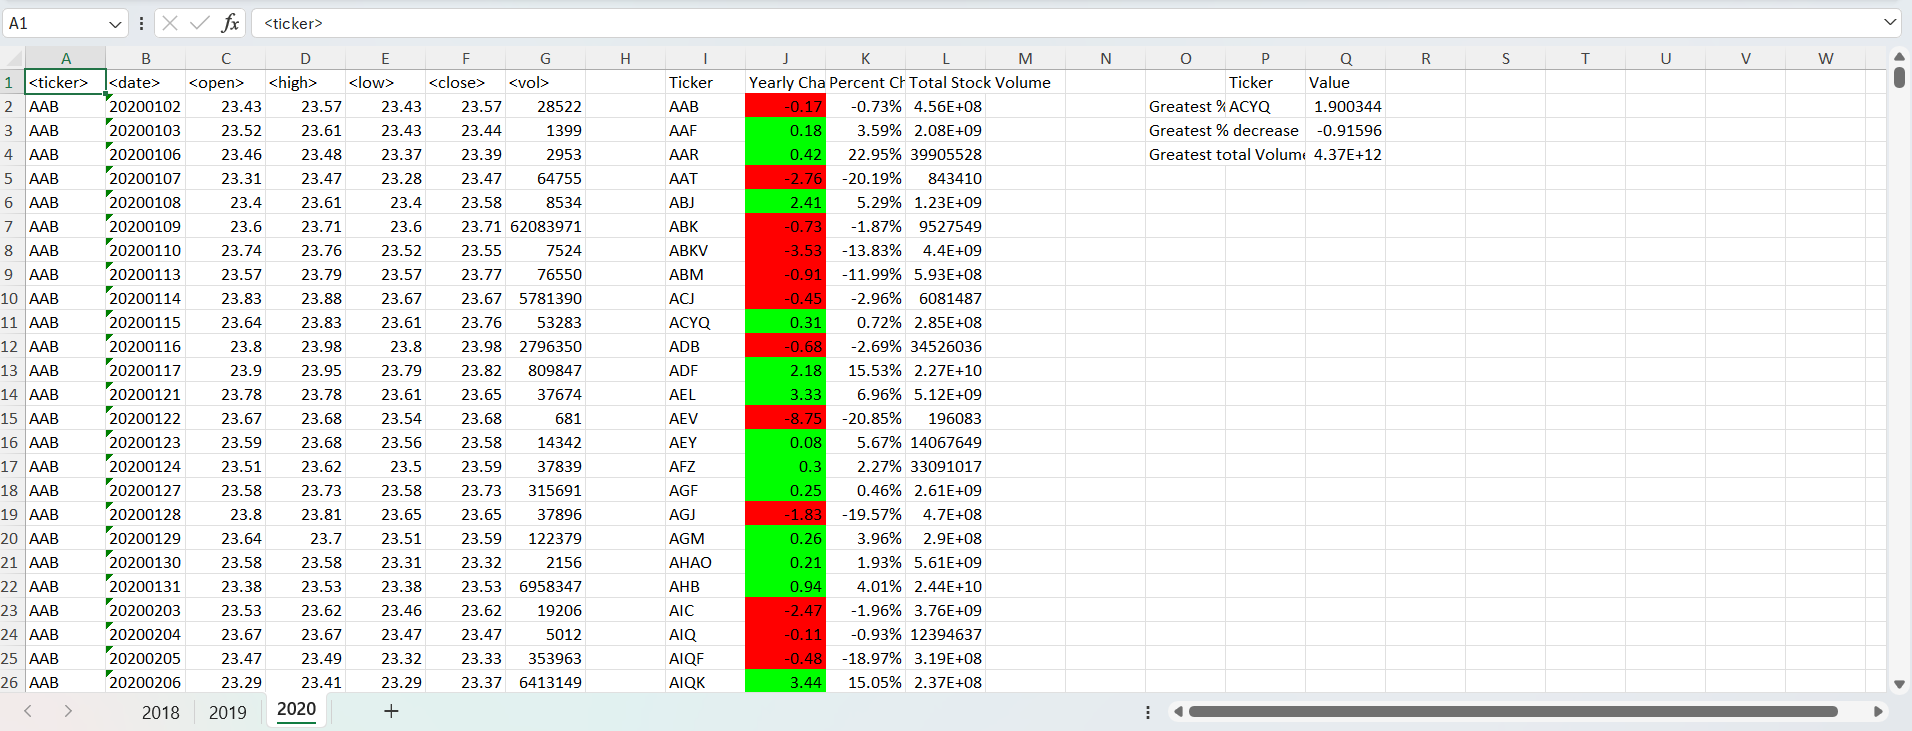 A1 fx <ticker>
A B C D E F G H I J K L M N O P Q R S T U V W
1 <ticker> <date> <open> <high> <low> <close> <vol> Ticker Yearly Cha Percent Ch Total Stock Volume Ticker Value
2 AAB 20200102 23.43 23.57 23.43 23.57 28522 AAB -0.17 -0.73% 4.56E+08 Greatest % ACYQ 1.900344
3 AAB 20200103 23.52 23.61 23.43 23.44 1399 AAF 0.18 3.59% 2.08E+09 Greatest % decrease -0.91596
4 AAB 20200106 23.46 23.48 23.37 23.39 2953 AAR 0.42 22.95% 39905528 Greatest total Volume 4.37E+12
5 AAB 20200107 23.31 23.47 23.28 23.47 64755 AAT -2.76 -20.19% 843410
6 AAB 20200108 23.4 23.61 23.4 23.58 8534 ABJ 2.41 5.29% 1.23E+09
7 AAB 20200109 23.6 23.71 23.6 23.71 62083971 ABK -0.73 -1.87% 9527549
8 AAB 20200110 23.74 23.76 23.52 23.55 7524 ABKV -3.53 -13.83% 4.4E+09
9 AAB 20200113 23.57 23.79 23.57 23.77 76550 ABM -0.91 -11.99% 5.93E+08
10 AAB 20200114 23.83 23.88 23.67 23.67 5781390 ACJ -0.45 -2.96% 6081487
11 AAB 20200115 23.64 23.83 23.61 23.76 53283 ACYQ 0.31 0.72% 2.85E+08
12 AAB 20200116 23.8 23.98 23.8 23.98 2796350 ADB -0.68 -2.69% 34526036
13 AAB 20200117 23.9 23.95 23.79 23.82 809847 ADF 2.18 15.53% 2.27E+10
14 AAB 20200121 23.78 23.78 23.61 23.65 37674 AEL 3.33 6.96% 5.12E+09
15 AAB 20200122 23.67 23.68 23.54 23.68 681 AEV -8.75 -20.85% 196083
16 AAB 20200123 23.59 23.68 23.56 23.58 14342 AEY 0.08 5.67% 14067649
17 AAB 20200124 23.51 23.62 23.5 23.59 37839 AFZ 0.3 2.27% 33091017
18 AAB 20200127 23.58 23.73 23.58 23.73 315691 AGF 0.25 0.46% 2.61E+09
19 AAB 20200128 23.8 23.81 23.65 23.65 37896 AGJ -1.83 -19.57% 4.7E+08
20 AAB 20200129 23.64 23.7 23.51 23.59 122379 AGM 0.26 3.96% 2.9E+08
21 AAB 20200130 23.58 23.58 23.31 23.32 2156 AHAO 0.21 1.93% 5.61E+09
22 AAB 20200131 23.38 23.53 23.38 23.53 6958347 AHB 0.94 4.01% 2.44E+10
23 AAB 20200203 23.53 23.62 23.46 23.62 19206 AIC -2.47 -1.96% 3.76E+09
24 AAB 20200204 23.67 23.67 23.47 23.47 5012 AIQ -0.11 -0.93% 12394637
25 AAB 20200205 23.47 23.49 23.32 23.33 353963 AIQF -0.48 -18.97% 3.19E+08
26 AAB 20200206 23.29 23.41 23.29 23.37 6413149 AIQK 3.44 15.05% 2.37E+08
2018 2019 2020 +